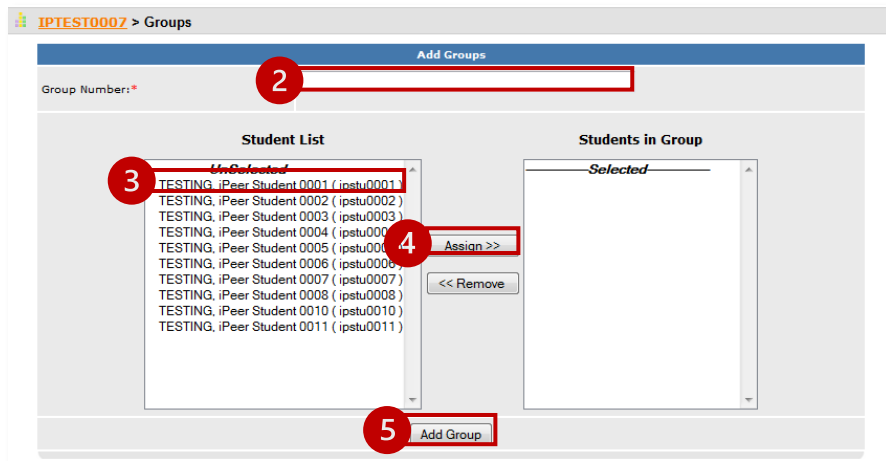 IPTEST0007 > Groups
Add Groups
Group Number:*
2
Student List
Students in Group
UnSelected
Selected
3
TESTING, iPeer Student 0001 ( ipstu0001 )
TESTING, iPeer Student 0002 ( ipstu0002 )
TESTING, iPeer Student 0003 ( ipstu0003 )
TESTING, iPeer Student 0004 (
4
Assign >>
TESTING, iPeer Student 0005 (
TESTING, iPeer Student 0006 ( ipstu0006 )
TESTING, iPeer Student 0007 ( ipstu0007 )
<< Remove
TESTING, iPeer Student 0008 ( ipstu0008 )
TESTING, iPeer Student 0010 ( ipstu0010 )
TESTING, iPeer Student 0011 ( ipstu0011 )
5
Add Group